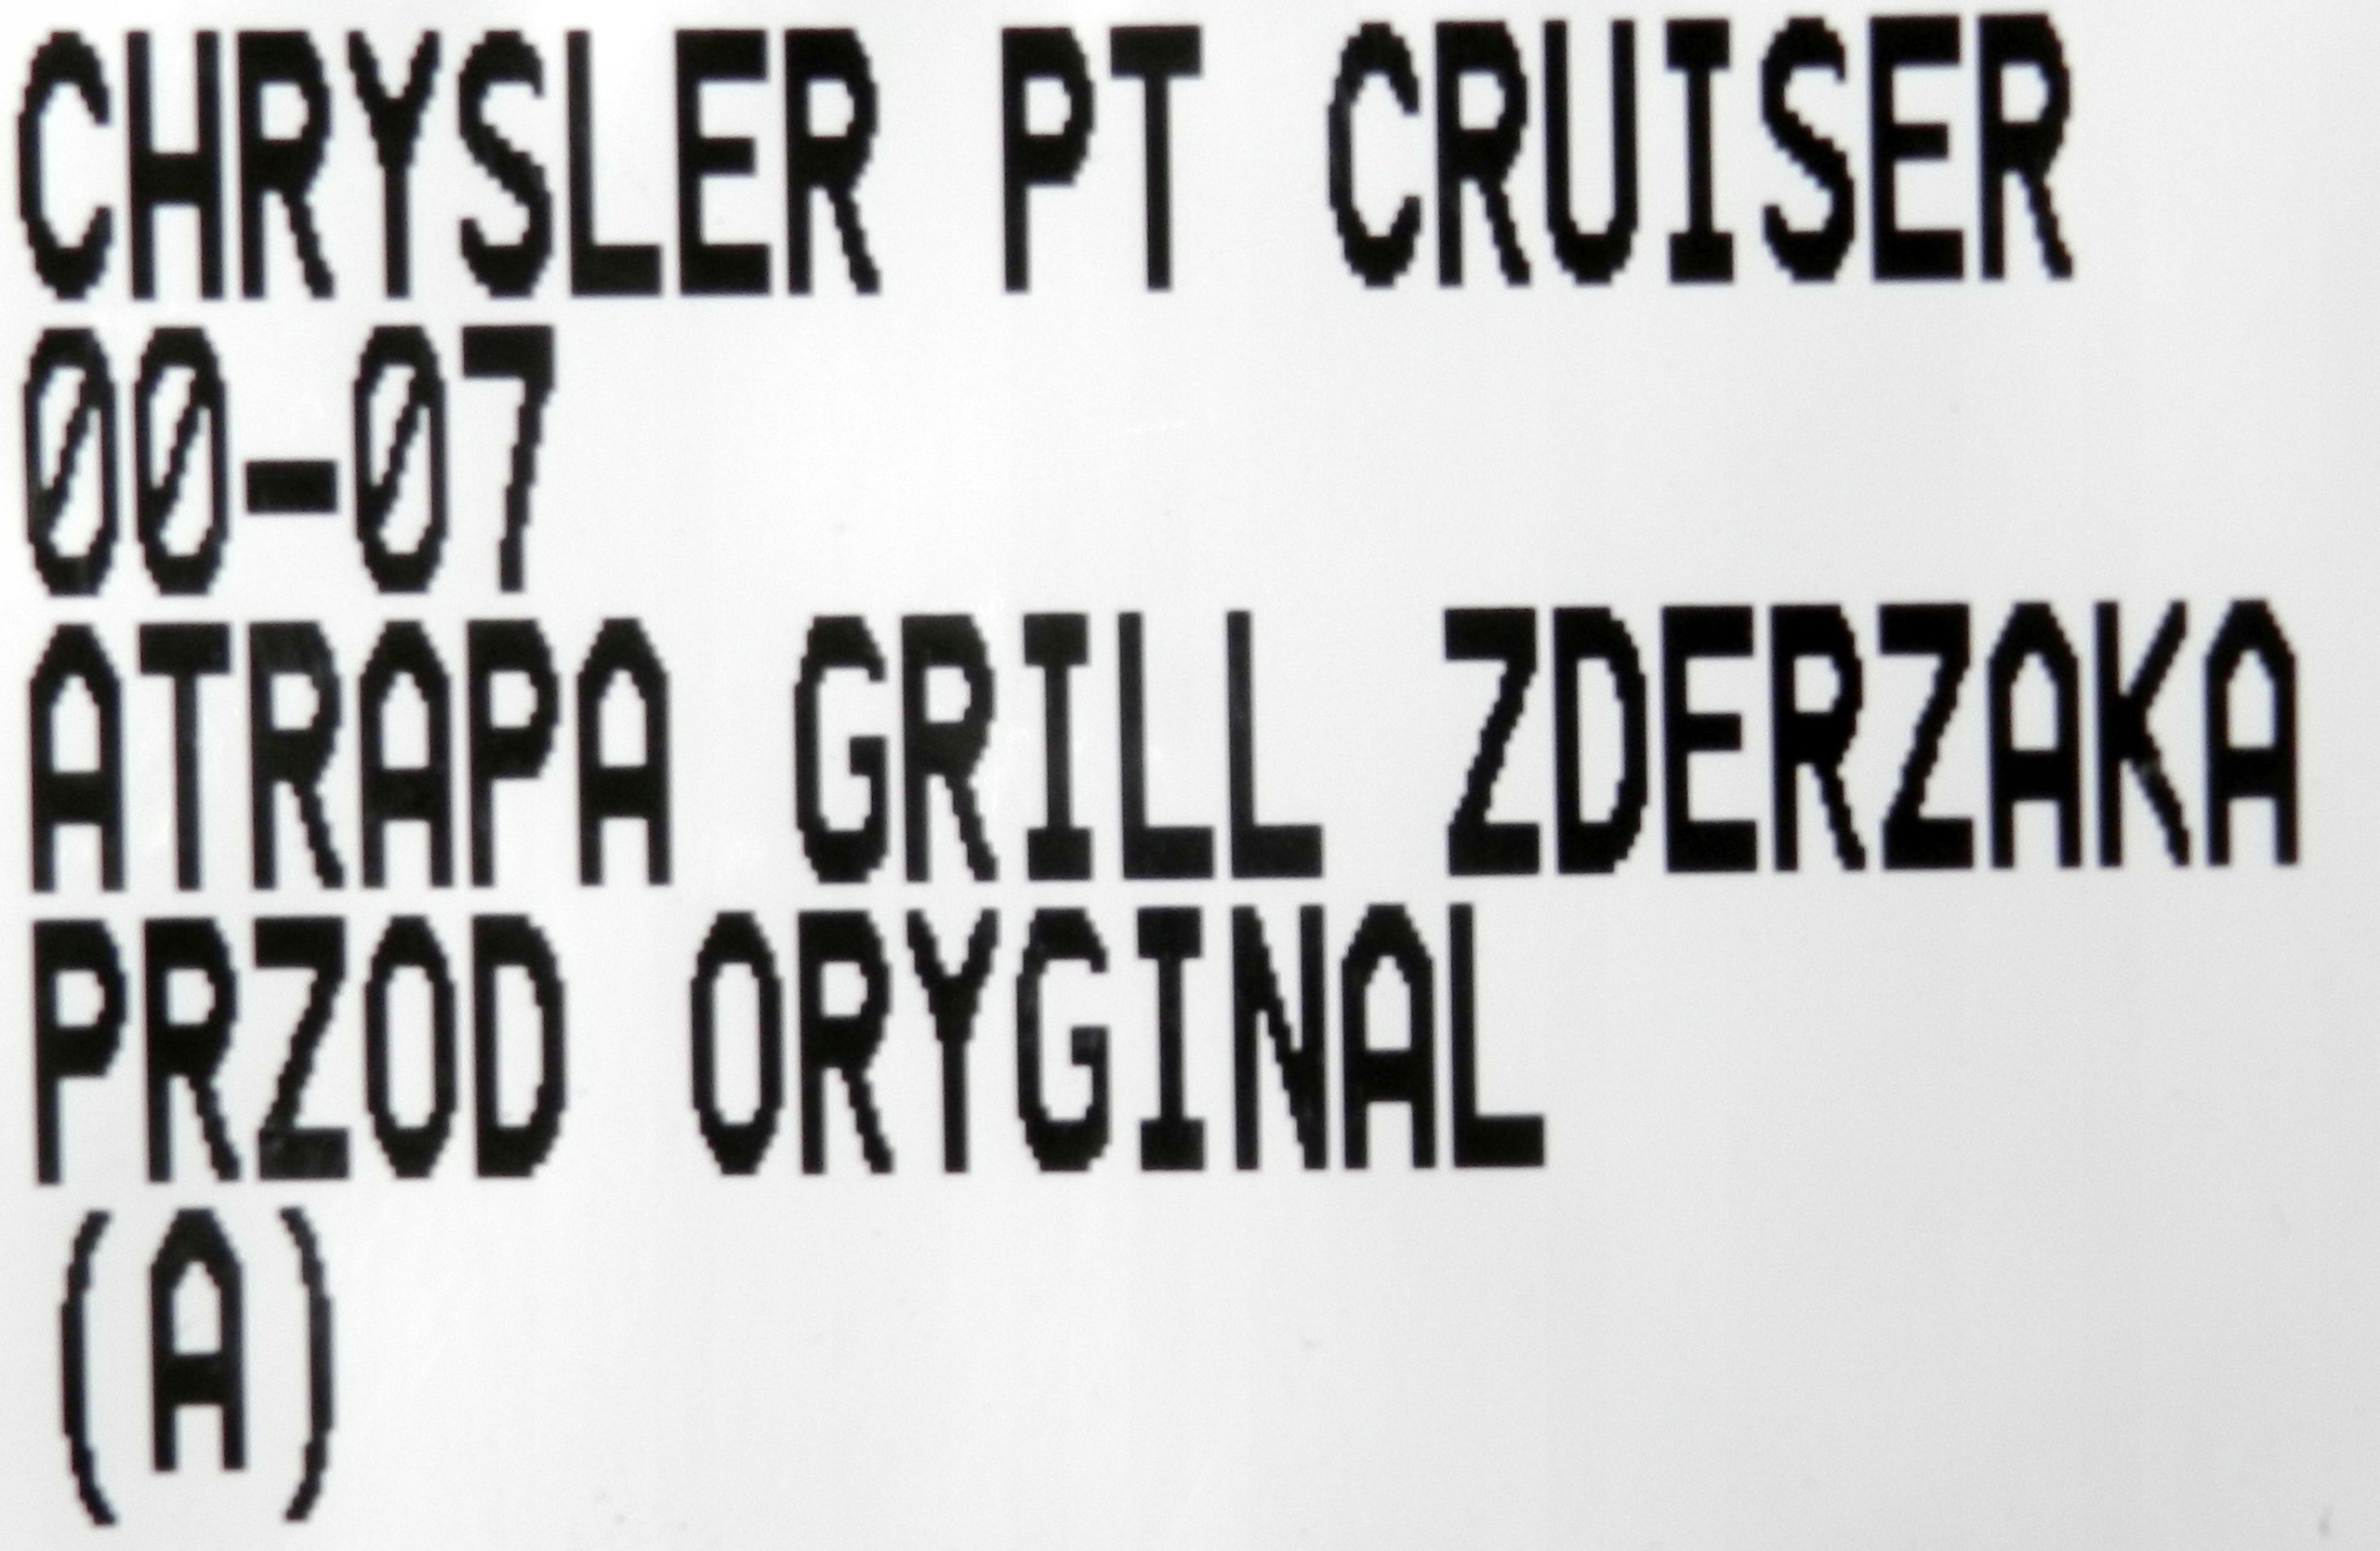 CHRYSLER PT CRUISER
00-07
ATRAPA GRILL ZDERZAKA
PRZOD ORYGINAL
(A)